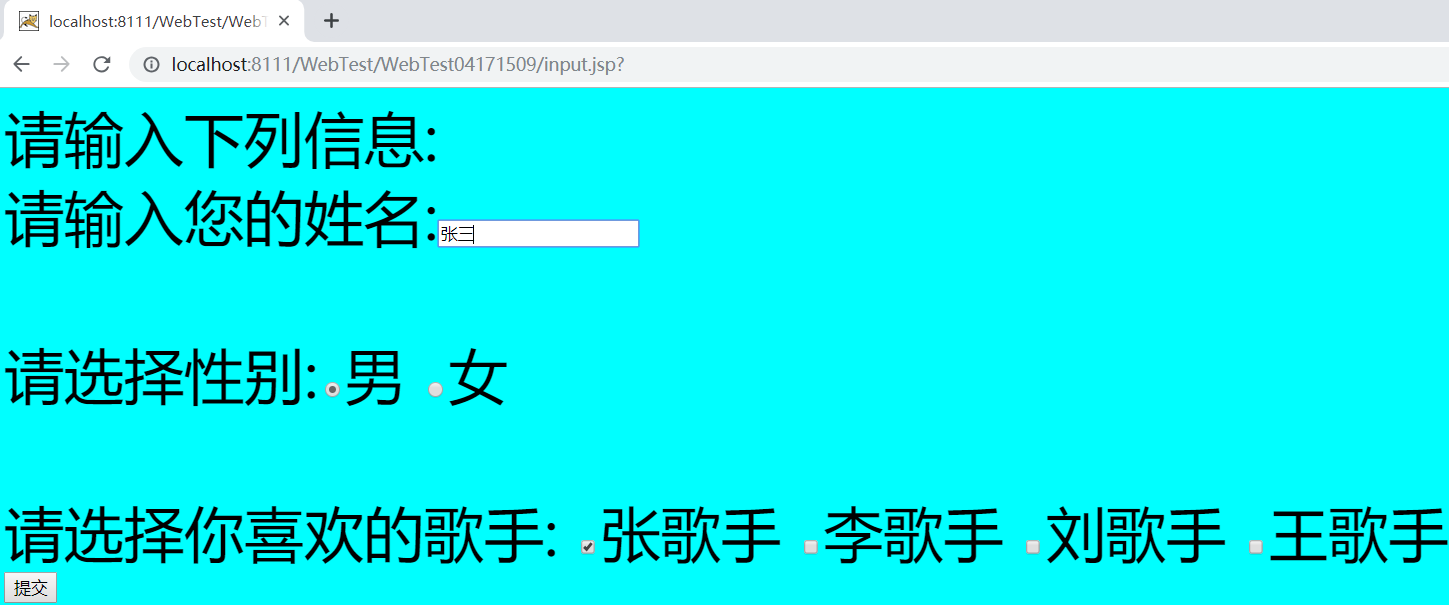 localhost:8111/WebTest/WebT
localhost:8111/WebTest/WebTest04171509/input.jsp?
请输入下列信息:
请输入您的姓名:张三
请选择性别: 男 女
请选择你喜欢的歌手: 张歌手 李歌手 刘歌手 王歌手
提交